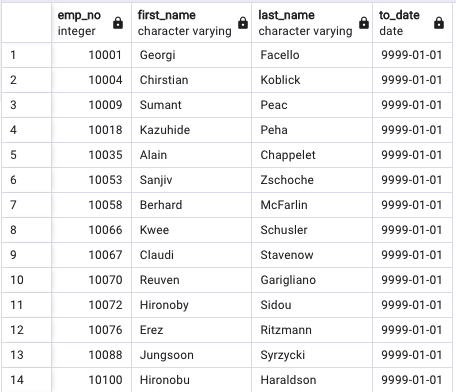 emp_no first_name last_name to_date
integer character varying character varying date
1 10001 Georgi Facello 9999-01-01
2 10004 Chirstian Koblick 9999-01-01
3 10009 Sumant Peac 9999-01-01
4 10018 Kazuhide Peha 9999-01-01
5 10035 Alain Chappelet 9999-01-01
6 10053 Sanjiv Zschoche 9999-01-01
7 10058 Berhard McFarlin 9999-01-01
8 10066 Kwee Schusler 9999-01-01
9 10067 Claudi Stavenow 9999-01-01
10 10070 Reuven Garigliano 9999-01-01
11 10072 Hironoby Sidou 9999-01-01
12 10076 Erez Ritzmann 9999-01-01
13 10088 Jungsoon Syrzycki 9999-01-01
14 10100 Hironobu Haraldson 9999-01-01